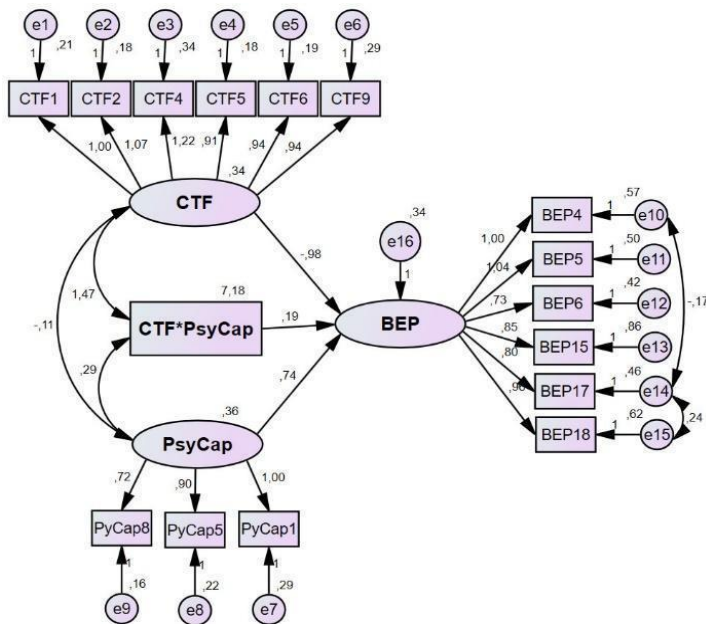 e1 e2 e3 e4 e5 e6
1 ,21 1 ,18 1 ,34 1 ,18 1 ,19 1 ,29
CTF1 CTF2 CTF4 CTF5 CTF6 CTF9
1,00 1,07 1,22 ,91 ,94 ,94
,34
CTF
-,98
1,47
-,11
7,18
CTF*PsyCap
,19
,29
,74
,36
PsyCap
,72 ,90 1,00
PyCap8 PyCap5 PyCap1
1 1 1
,16 ,22 ,29
e9 e8 e7
,34
e16
1
BEP
1,00 BEP4 1 ,57 e10
1,04 BEP5 1 ,50 e11
,73 BEP6 1 ,42 e12
,85 BEP15 1 ,86 e13
,80 BEP17 1 ,46 e14
BEP18 1 ,62 e15
-,17
,24